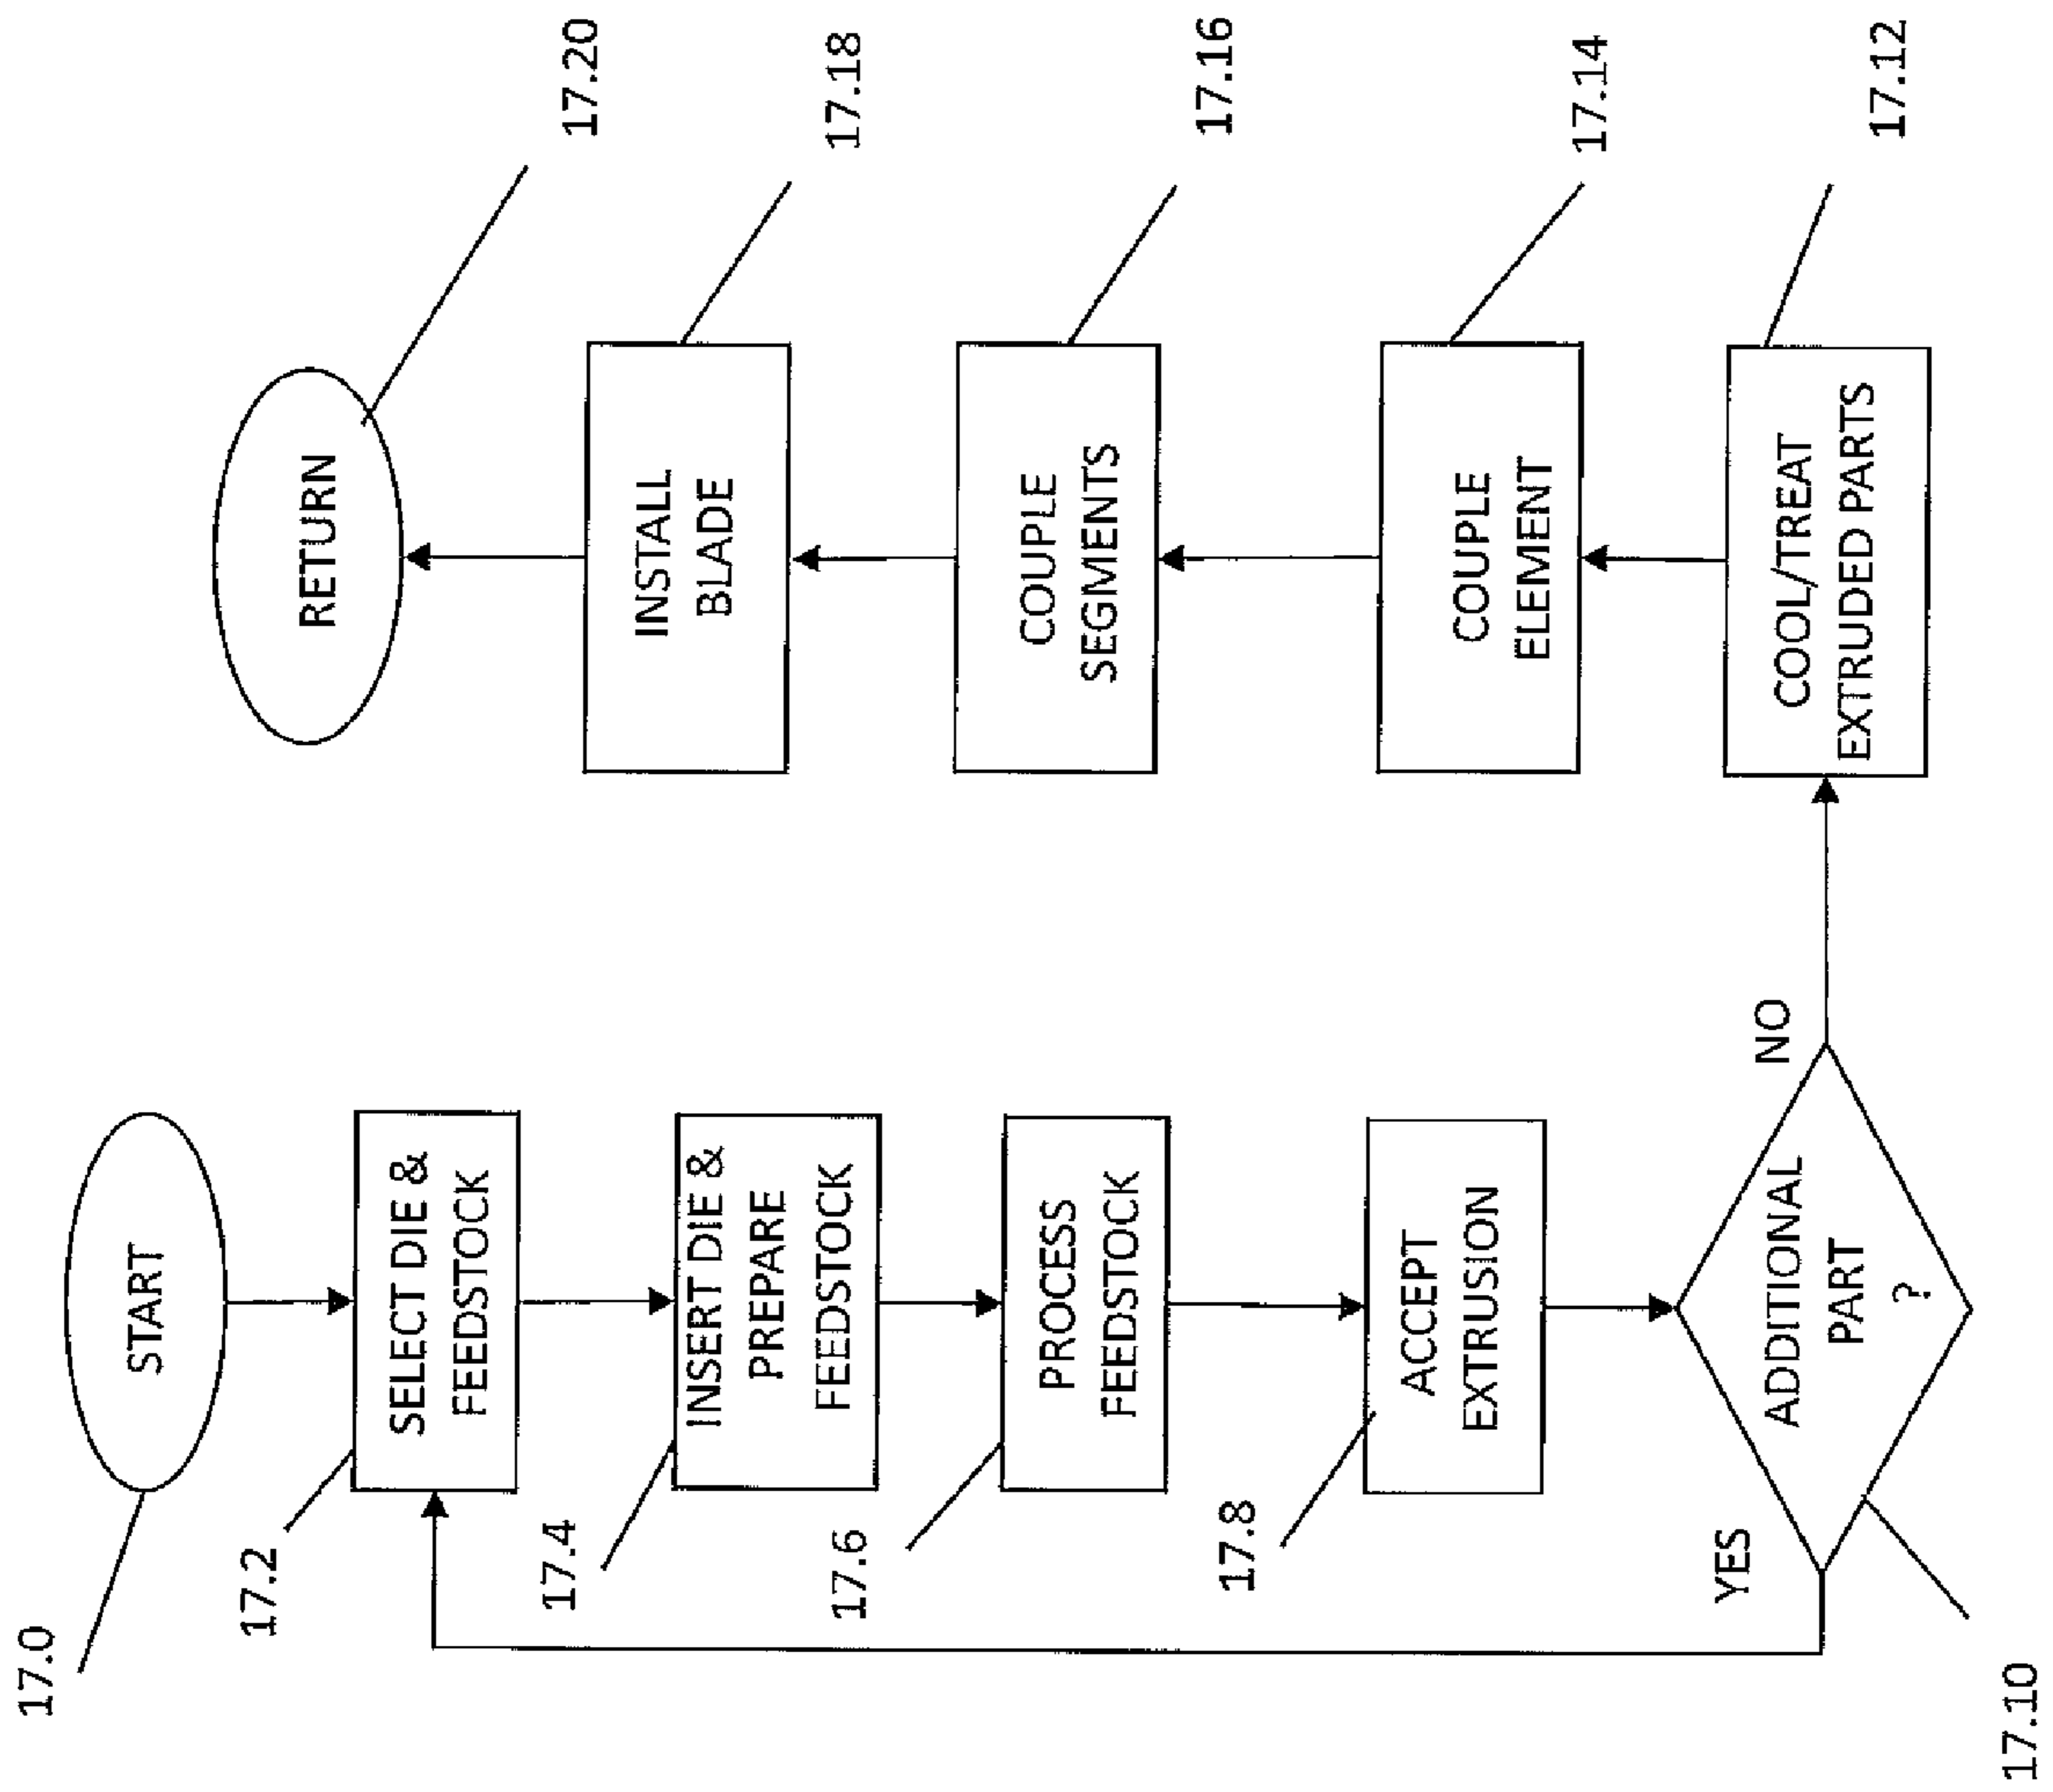 17.0
START
17.2
SELECT DIE &
FEEDSTOCK
17.4
INSERT DIE &
PREPARE
FEEDSTOCK
17.6
PROCESS
FEEDSTOCK
17.8
ACCEPT
EXTRUSION
17.10
ADDITIONAL
PART
?
YES
NO
17.12
COOL/TREAT
EXTRUDED PARTS
17.14
COUPLE
ELEMENT
17.16
COUPLE
SEGMENTS
17.18
INSTALL
BLADE
17.20
RETURN